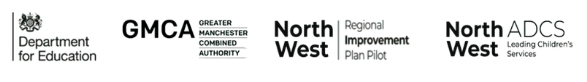 Department
for Education
GMCA
GREATER
MANCHESTER
COMBINED
AUTHORITY
North
West
Regional
Improvement
Plan Pilot
North ADCS
West Leading Children's
Services